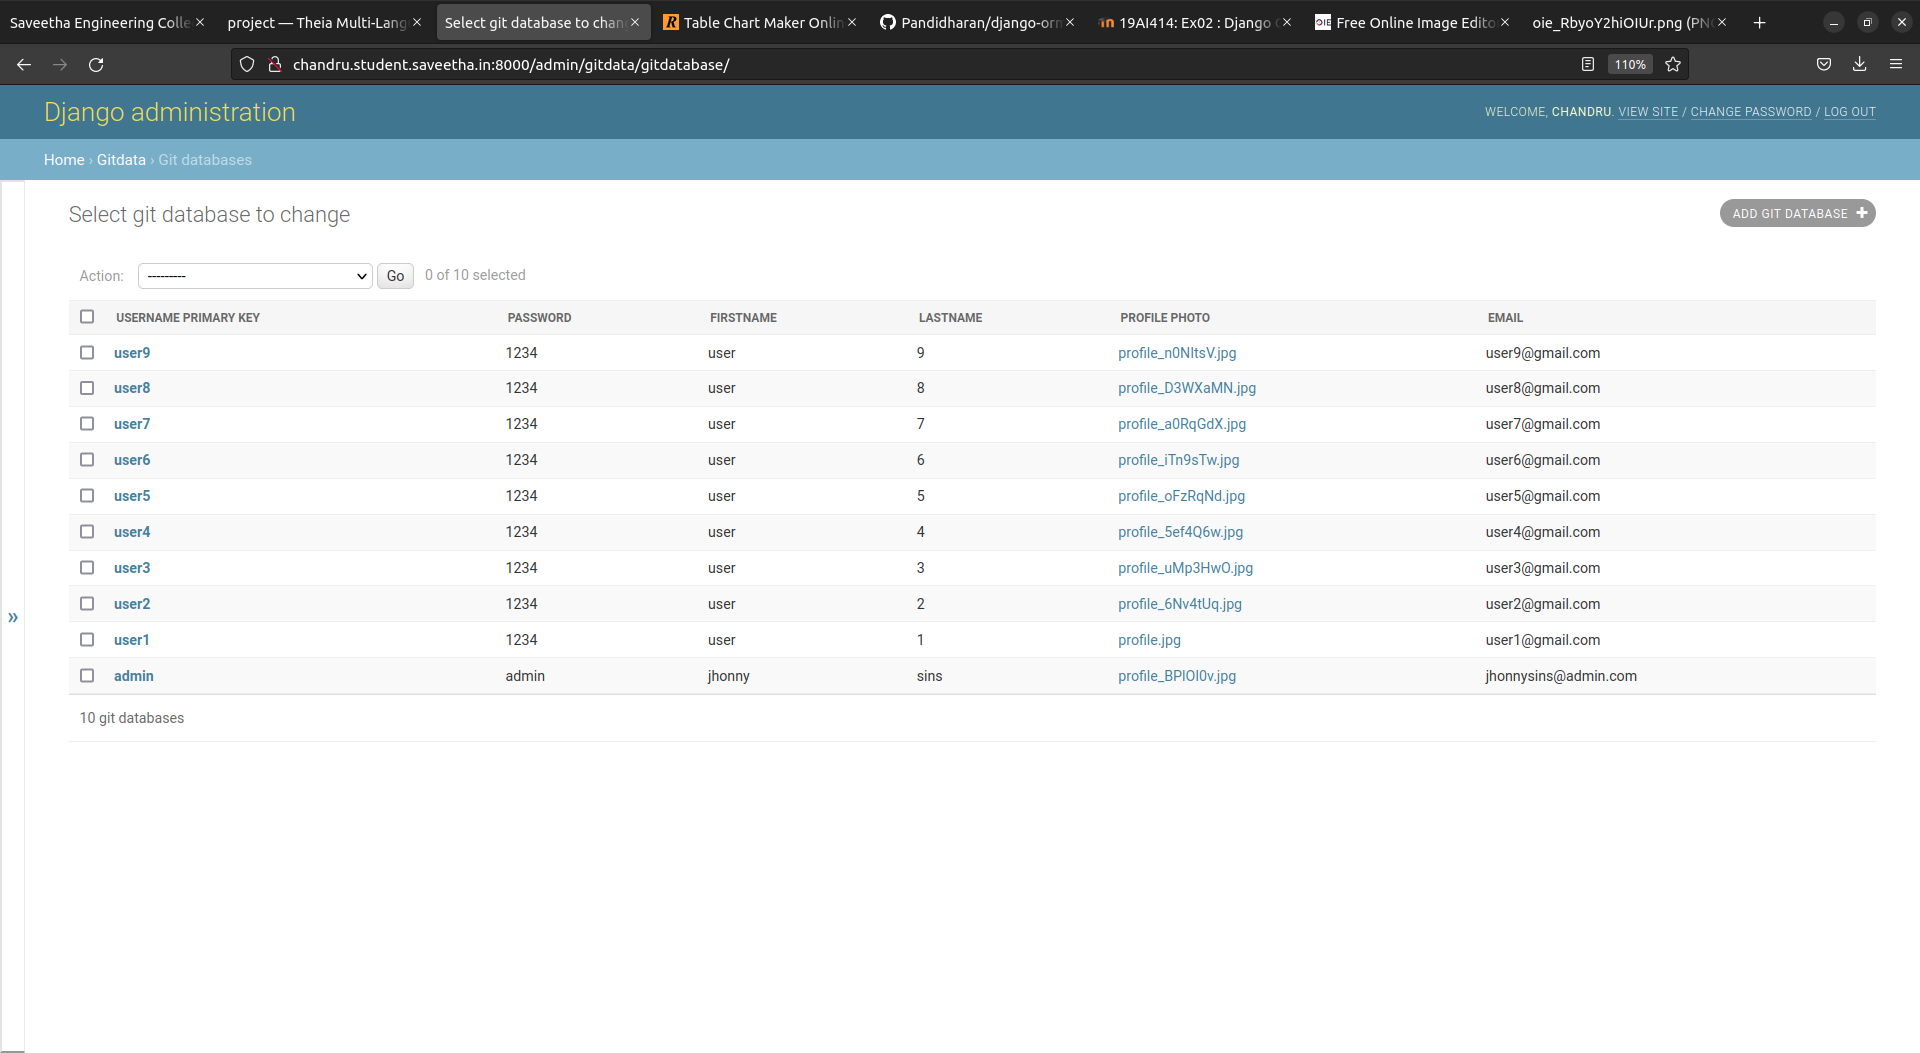 Saveetha Engineering Colle
project — Theia Multi-Lang
Select git database to chan
Table Chart Maker Onlin
Pandidharan/django-orm
19AI414: Ex02 : Django
Free Online Image Edito
oie_RbyoY2hiOIUr.png (PN
chandru.student.saveetha.in:8000/admin/gitdata/gitdatabase/
110%
Django administration
WELCOME, CHANDRU. VIEW SITE / CHANGE PASSWORD / LOG OUT
Home › Gitdata › Git databases
Select git database to change
ADD GIT DATABASE +
Action: --------- Go 0 of 10 selected
USERNAME PRIMARY KEY PASSWORD FIRSTNAME LASTNAME PROFILE PHOTO EMAIL
user9 1234 user 9 profile_n0NItsV.jpg user9@gmail.com
user8 1234 user 8 profile_D3WXaMN.jpg user8@gmail.com
user7 1234 user 7 profile_a0RqGdX.jpg user7@gmail.com
user6 1234 user 6 profile_iTn9sTw.jpg user6@gmail.com
user5 1234 user 5 profile_oFzRqNd.jpg user5@gmail.com
user4 1234 user 4 profile_5ef4Q6w.jpg user4@gmail.com
user3 1234 user 3 profile_uMp3HwO.jpg user3@gmail.com
user2 1234 user 2 profile_6Nv4tUq.jpg user2@gmail.com
»
user1 1234 user 1 profile.jpg user1@gmail.com
admin admin jhonny sins profile_BPIOI0v.jpg jhonnysins@admin.com
10 git databases